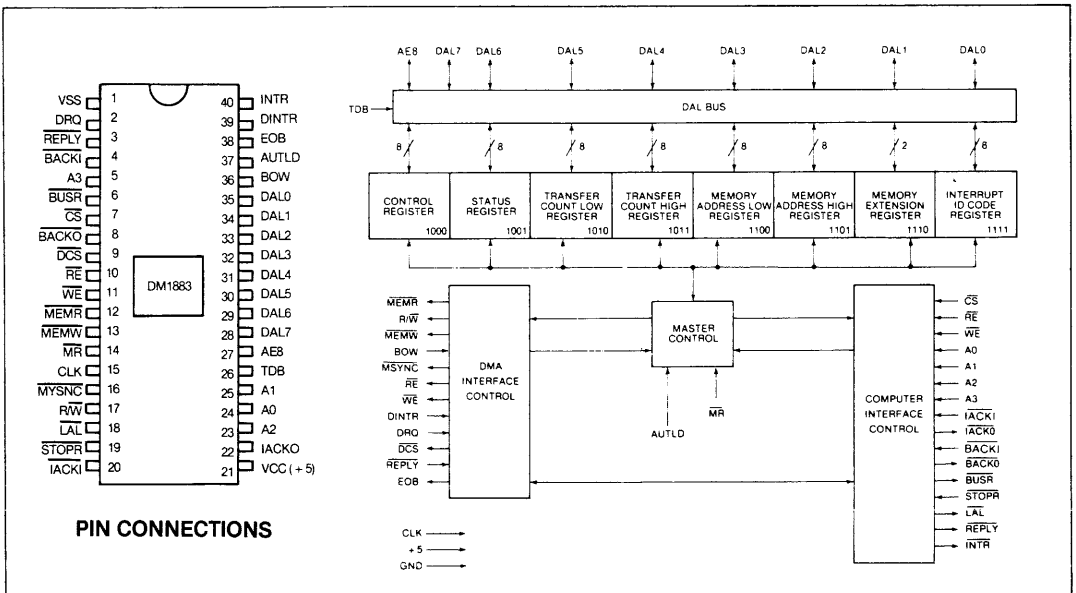 VSS 1
DRQ 2
REPLY 3
BACKI 4
A3 5
BUSR 6
CS 7
BACKO 8
DCS 9
RE 10
WE 11
MEMR 12
MEMW 13
MR 14
CLK 15
MYSNC 16
R/W 17
LAL 18
STOPR 19
IACKI 20
DM1883
40 INTR
39 DINTR
38 EOB
37 AUTLD
36 BOW
35 DAL0
34 DAL1
33 DAL2
32 DAL3
31 DAL4
30 DAL5
29 DAL6
28 DAL7
27 AE8
26 TDB
25 A1
24 A0
23 A2
22 IACKO
21 VCC (+5)
PIN CONNECTIONS
AE8 DAL7 DAL6 DAL5 DAL4 DAL3 DAL2 DAL1 DAL0
TDB
DAL BUS
8 8 8 8 8 8 2 8
CONTROL REGISTER 1000
STATUS REGISTER 1001
TRANSFER COUNT LOW REGISTER 1010
TRANSFER COUNT HIGH REGISTER 1011
MEMORY ADDRESS LOW REGISTER 1100
MEMORY ADDRESS HIGH REGISTER 1101
MEMORY EXTENSION REGISTER 1110
INTERRUPT ID CODE REGISTER 1111
MEMR
R/W
MEMW
BOW
MSYNC
RE
WE
DINTR
DRQ
DCS
REPLY
EOB
DMA INTERFACE CONTROL
MASTER CONTROL
AUTLD
MR
COMPUTER INTERFACE CONTROL
CS
RE
WE
A0
A1
A2
A3
IACKI
IACK0
BACK1
BACK0
BUSR
STOPR
LAL
REPLY
INTR
CLK
+5
GND